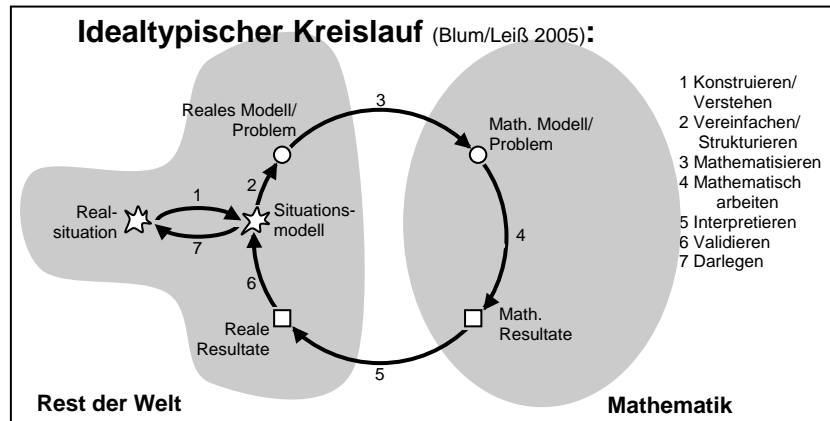 Idealtypischer Kreislauf (Blum/Leiß 2005):
3
Reales Modell/
Problem
Math. Modell/
Problem
1 Konstruieren/
Verstehen
2 Vereinfachen/
Strukturieren
3 Mathematisieren
4 Mathematisch
arbeiten
5 Interpretieren
6 Validieren
7 Darlegen
1
2
Real-
situation
Situations-
modell
7
4
6
Reale
Resultate
Math.
Resultate
5
Rest der Welt
Mathematik